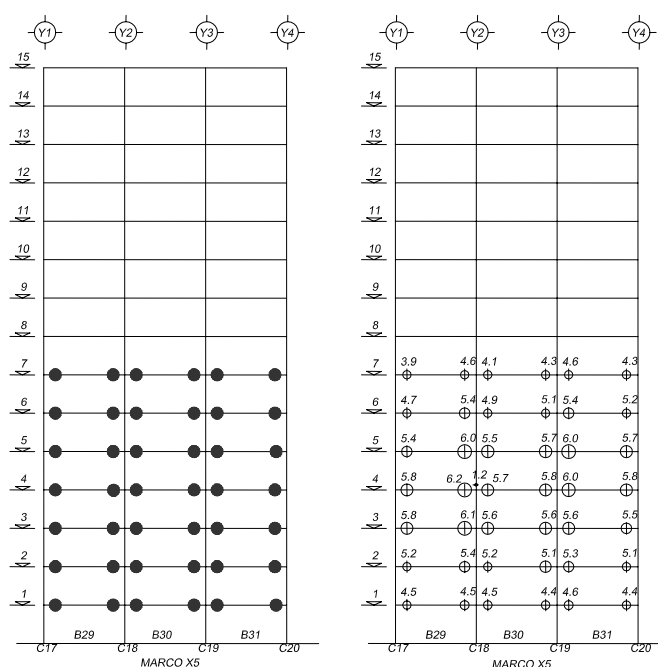 Y1 Y2 Y3 Y4
15
14
13
12
11
10
9
8
7
6
5
4
3
2
1
B29 B30 B31
C17 C18 C19 C20
MARCO X5
Y1 Y2 Y3 Y4
15
14
13
12
11
10
9
8
7 3.9 4.6 4.1 4.3 4.6 4.3
6 4.7 5.4 4.9 5.1 5.4 5.2
5 5.4 6.0 5.5 5.7 6.0 5.7
4 5.8 6.2 1.2 5.7 5.8 6.0 5.8
3 5.8 6.1 5.6 5.6 5.6 5.5
2 5.2 5.4 5.2 5.1 5.3 5.1
1 4.5 4.5 4.5 4.4 4.6 4.4
B29 B30 B31
C17 C18 C19 C20
MARCO X5